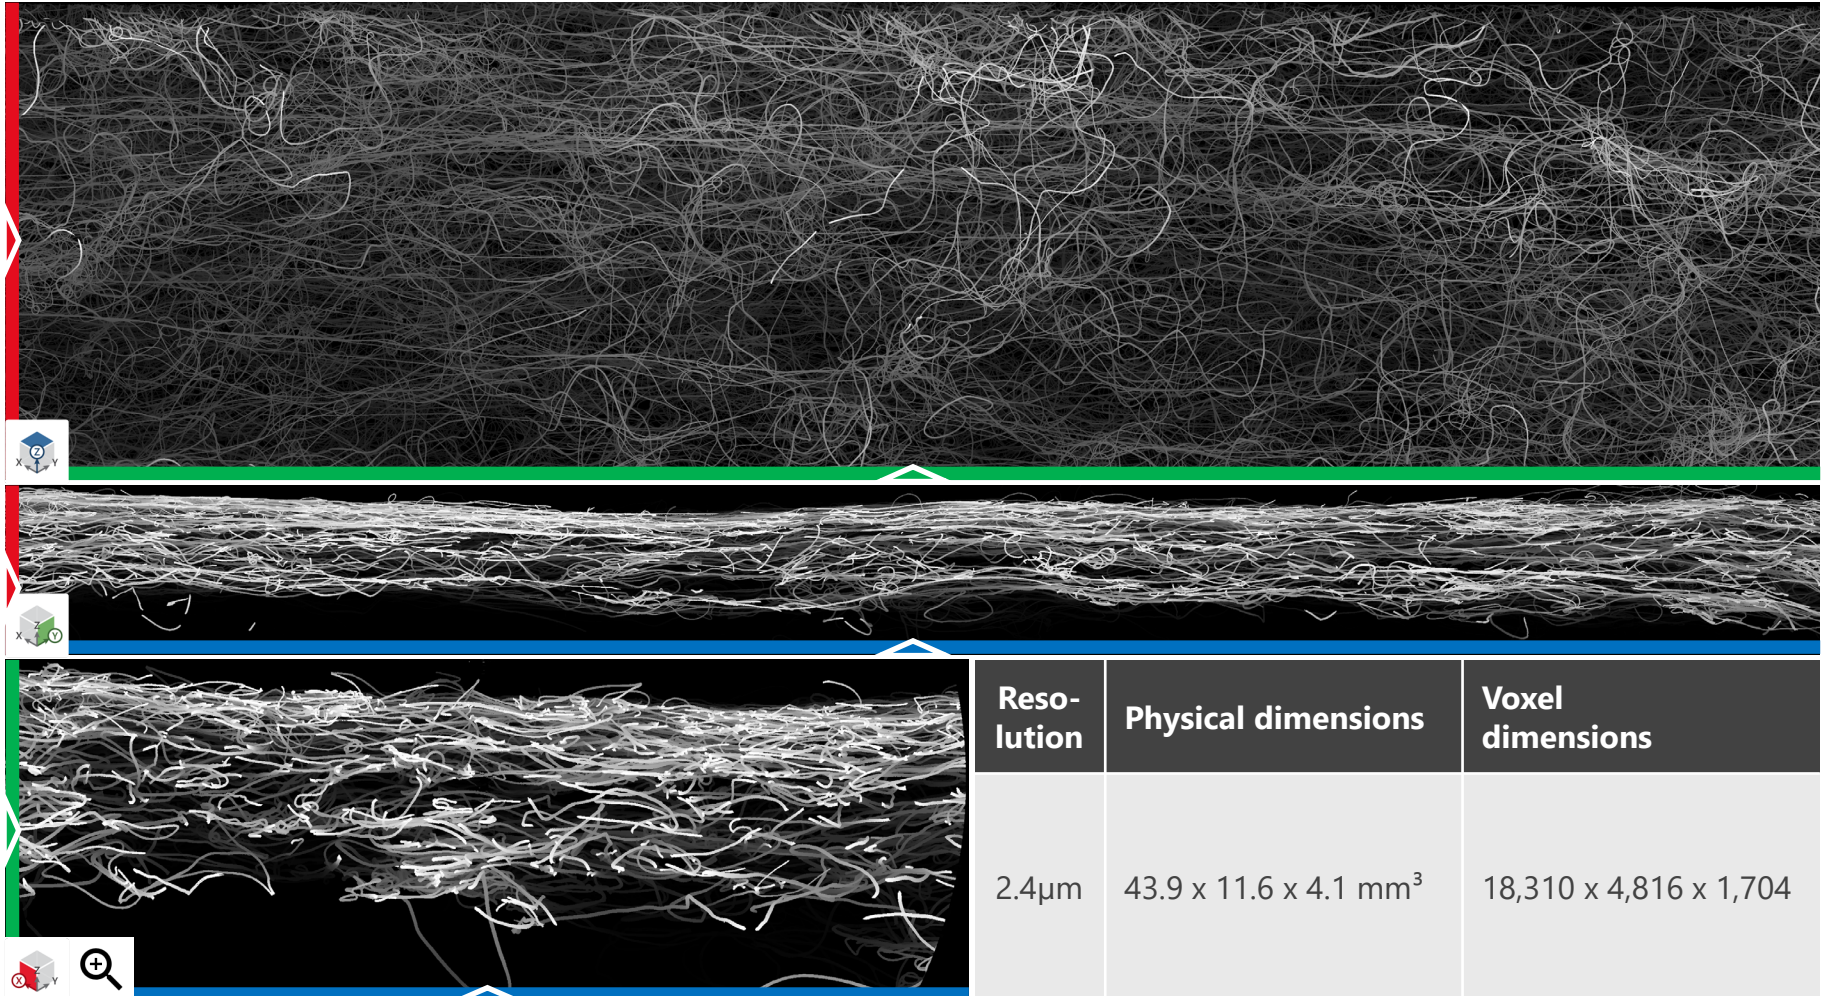 Z
X Y
Z
X Y
Reso-
lution
Physical dimensions
Voxel
dimensions
2.4µm
43.9 x 11.6 x 4.1 mm³
18,310 x 4,816 x 1,704
Z
X Y